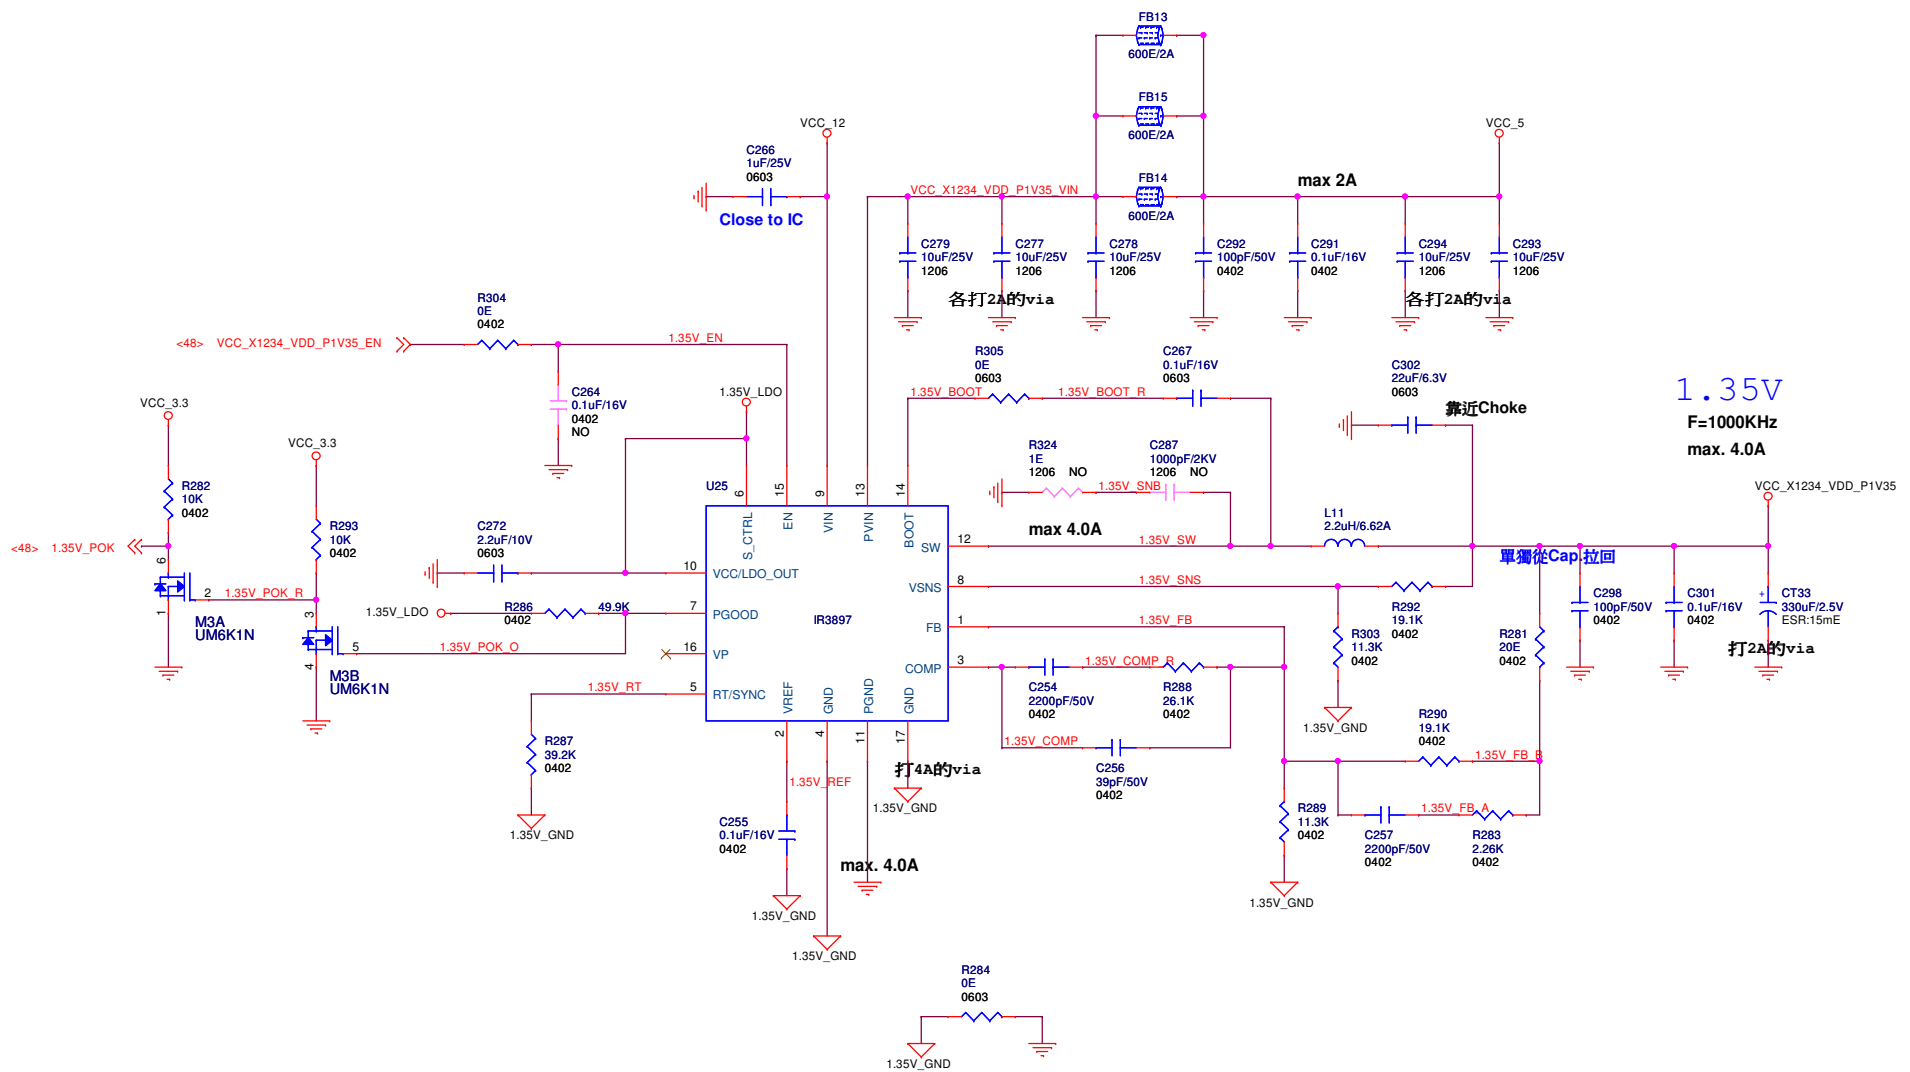 FB13
600E/2A
FB15
600E/2A
FB14
600E/2A
VCC_12
VCC_5
C266
1uF/25V
0603
Close to IC
VCC_X1234_VDD_P1V35_VIN
max 2A
C279
10uF/25V
1206
C277
10uF/25V
1206
C278
10uF/25V
1206
C292
100pF/50V
0402
C291
0.1uF/16V
0402
C294
10uF/25V
1206
C293
10uF/25V
1206
各打2A的via
各打2A的via
R304
0E
0402
<48> VCC_X1234_VDD_P1V35_EN
1.35V_EN
C264
0.1uF/16V
0402
NO
1.35V_LDO
R305
0E
0603
1.35V_BOOT
1.35V_BOOT_R
C267
0.1uF/16V
0603
C302
22uF/6.3V
0603
靠近Choke
1.35V
F=1000KHz
max. 4.0A
VCC_3.3
VCC_3.3
R324
1E
1206 NO
1.35V_SNB
C287
1000pF/2KV
1206 NO
VCC_X1234_VDD_P1V35
R282
10K
0402
R293
10K
0402
<48> 1.35V_POK
6
2
1
1.35V_POK_R
M3A
UM6K1N
3
5
4
1.35V_POK_O
M3B
UM6K1N
C272
2.2uF/10V
0603
1.35V_LDO
R286
0402
49.9K
U25
6
15
9
13
14
S_CTRL
EN
VIN
PVIN
BOOT
10
VCC/LDO_OUT
7
PGOOD
16
VP
5
RT/SYNC
IR3897
SW
12
VSNS
8
FB
1
COMP
3
VREF
GND
PGND
GND
2
4
11
17
max 4.0A
1.35V_SW
L11
2.2uH/6.62A
單獨從Cap.拉回
1.35V_SNS
R292
19.1K
0402
R303
11.3K
0402
1.35V_GND
1.35V_FB
C254
2200pF/50V
0402
1.35V_COMP_R
R288
26.1K
0402
1.35V_COMP
C256
39pF/50V
0402
R281
20E
0402
C298
100pF/50V
0402
C301
0.1uF/16V
0402
+
CT33
330uF/2.5V
ESR:15mE
打2A的via
R290
19.1K
0402
1.35V_FB_B
1.35V_FB_A
C257
2200pF/50V
0402
R283
2.26K
0402
R289
11.3K
0402
1.35V_GND
1.35V_RT
R287
39.2K
0402
1.35V_GND
1.35V_REF
C255
0.1uF/16V
0402
1.35V_GND
1.35V_GND
打4A的via
1.35V_GND
max. 4.0A
R284
0E
0603
1.35V_GND